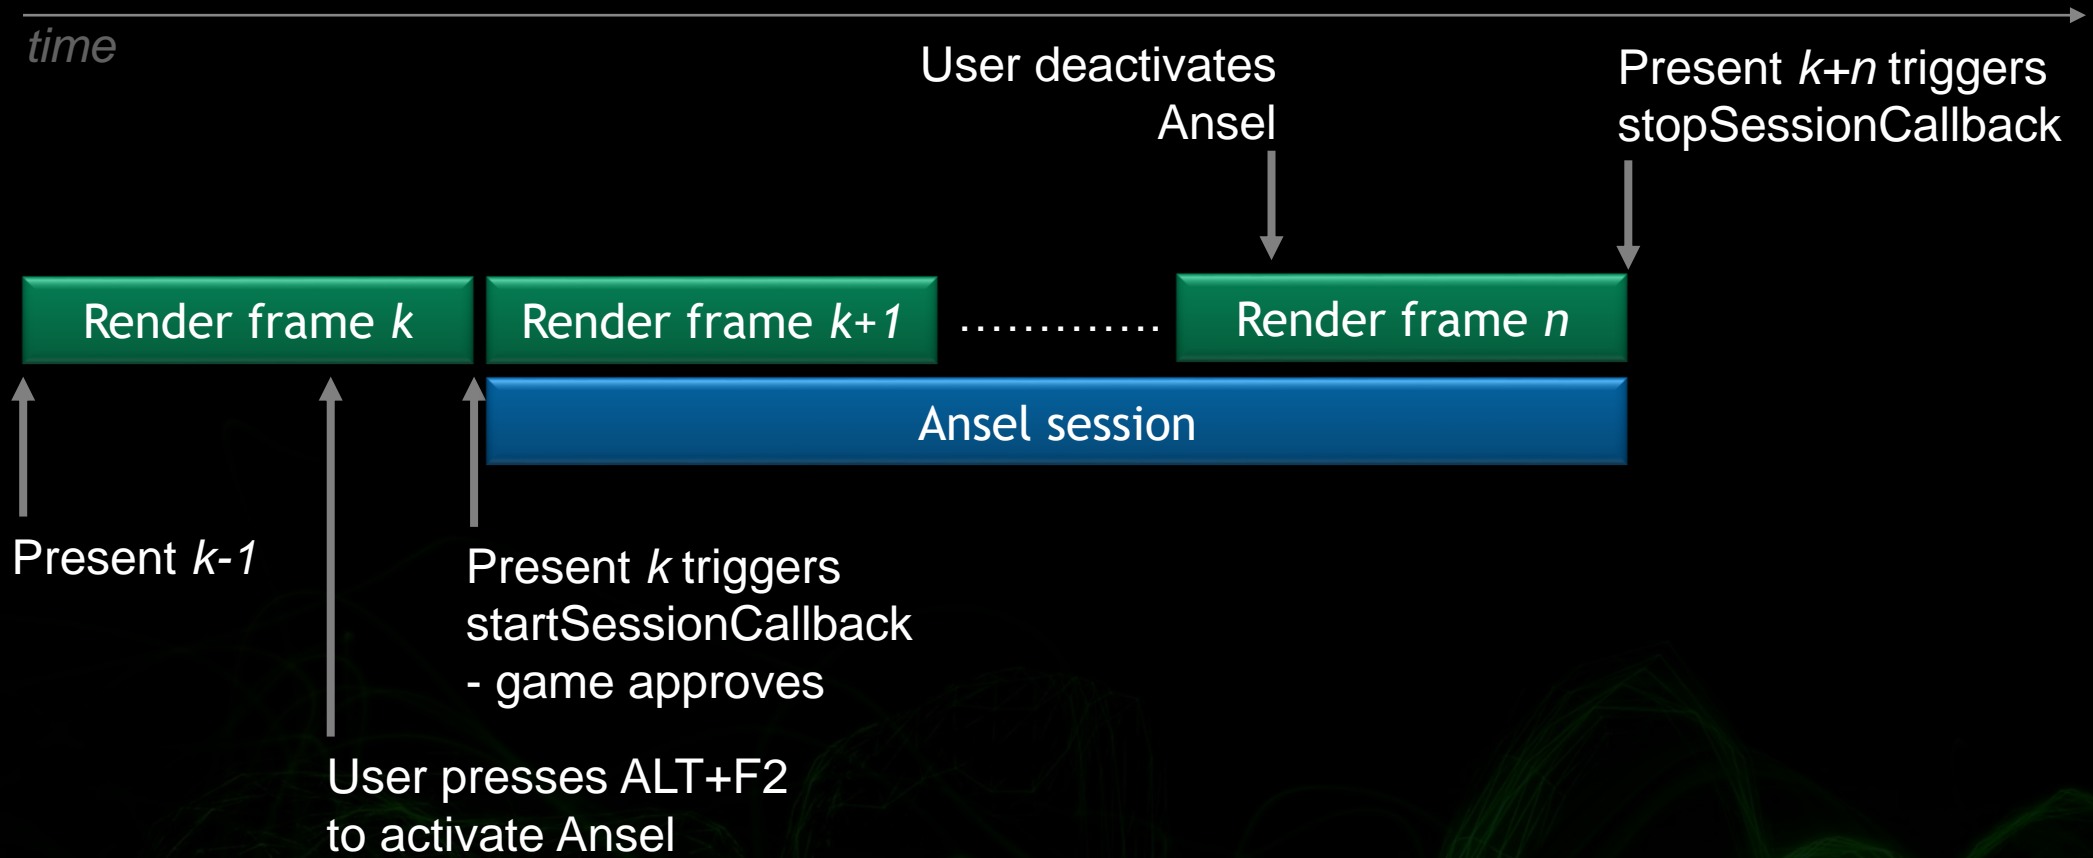 time
User deactivates
Ansel
Present k+n triggers
stopSessionCallback
Render frame k
Render frame k+1
.............
Render frame n
Ansel session
Present k-1
Present k triggers
startSessionCallback
- game approves
User presses ALT+F2
to activate Ansel